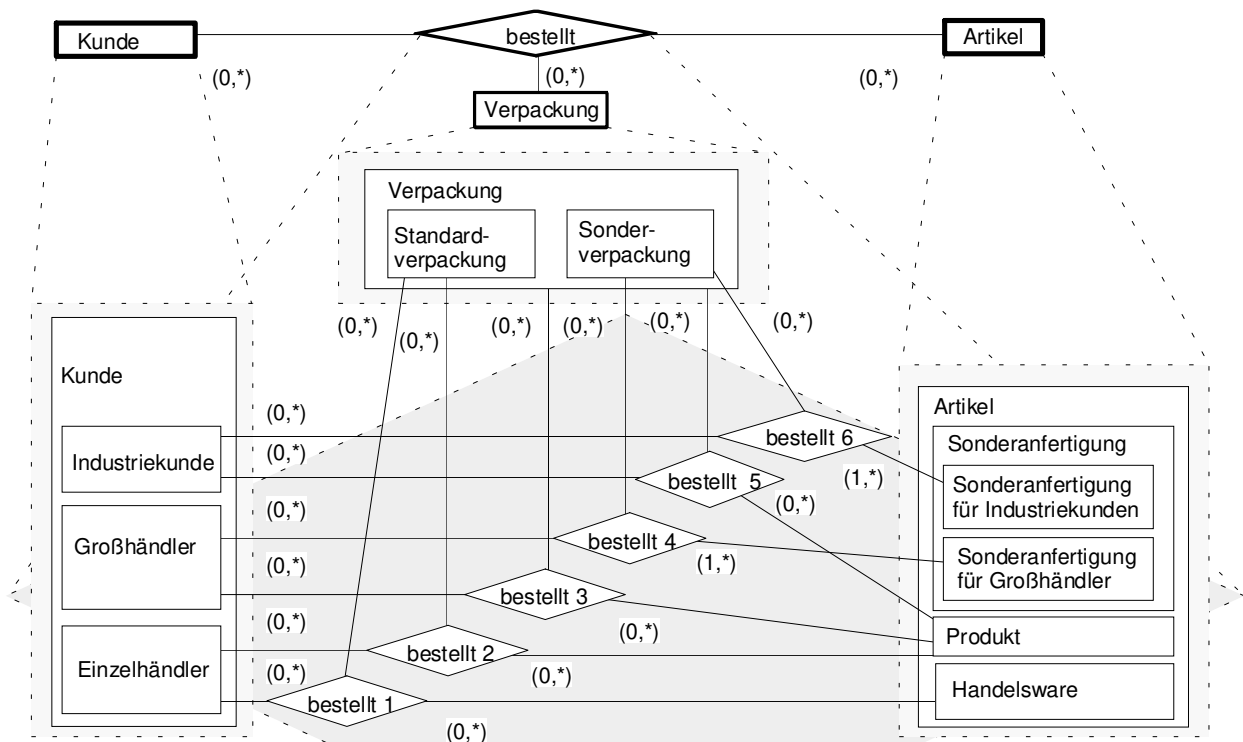 Kunde
bestellt
Artikel
(0,*)
(0,*)
(0,*)
Verpackung
Verpackung
Standard-
verpackung
Sonder-
verpackung
(0,*)
(0,*)
(0,*)
(0,*)
(0,*)
(0,*)
Kunde
Industriekunde
Großhändler
Einzelhändler
(0,*)
(0,*)
(0,*)
(0,*)
(0,*)
(0,*)
bestellt 6
bestellt 5
bestellt 4
bestellt 3
bestellt 2
bestellt 1
(1,*)
(0,*)
(1,*)
(0,*)
(0,*)
(0,*)
Artikel
Sonderanfertigung
Sonderanfertigung
für Industriekunden
Sonderanfertigung
für Großhändler
Produkt
Handelsware